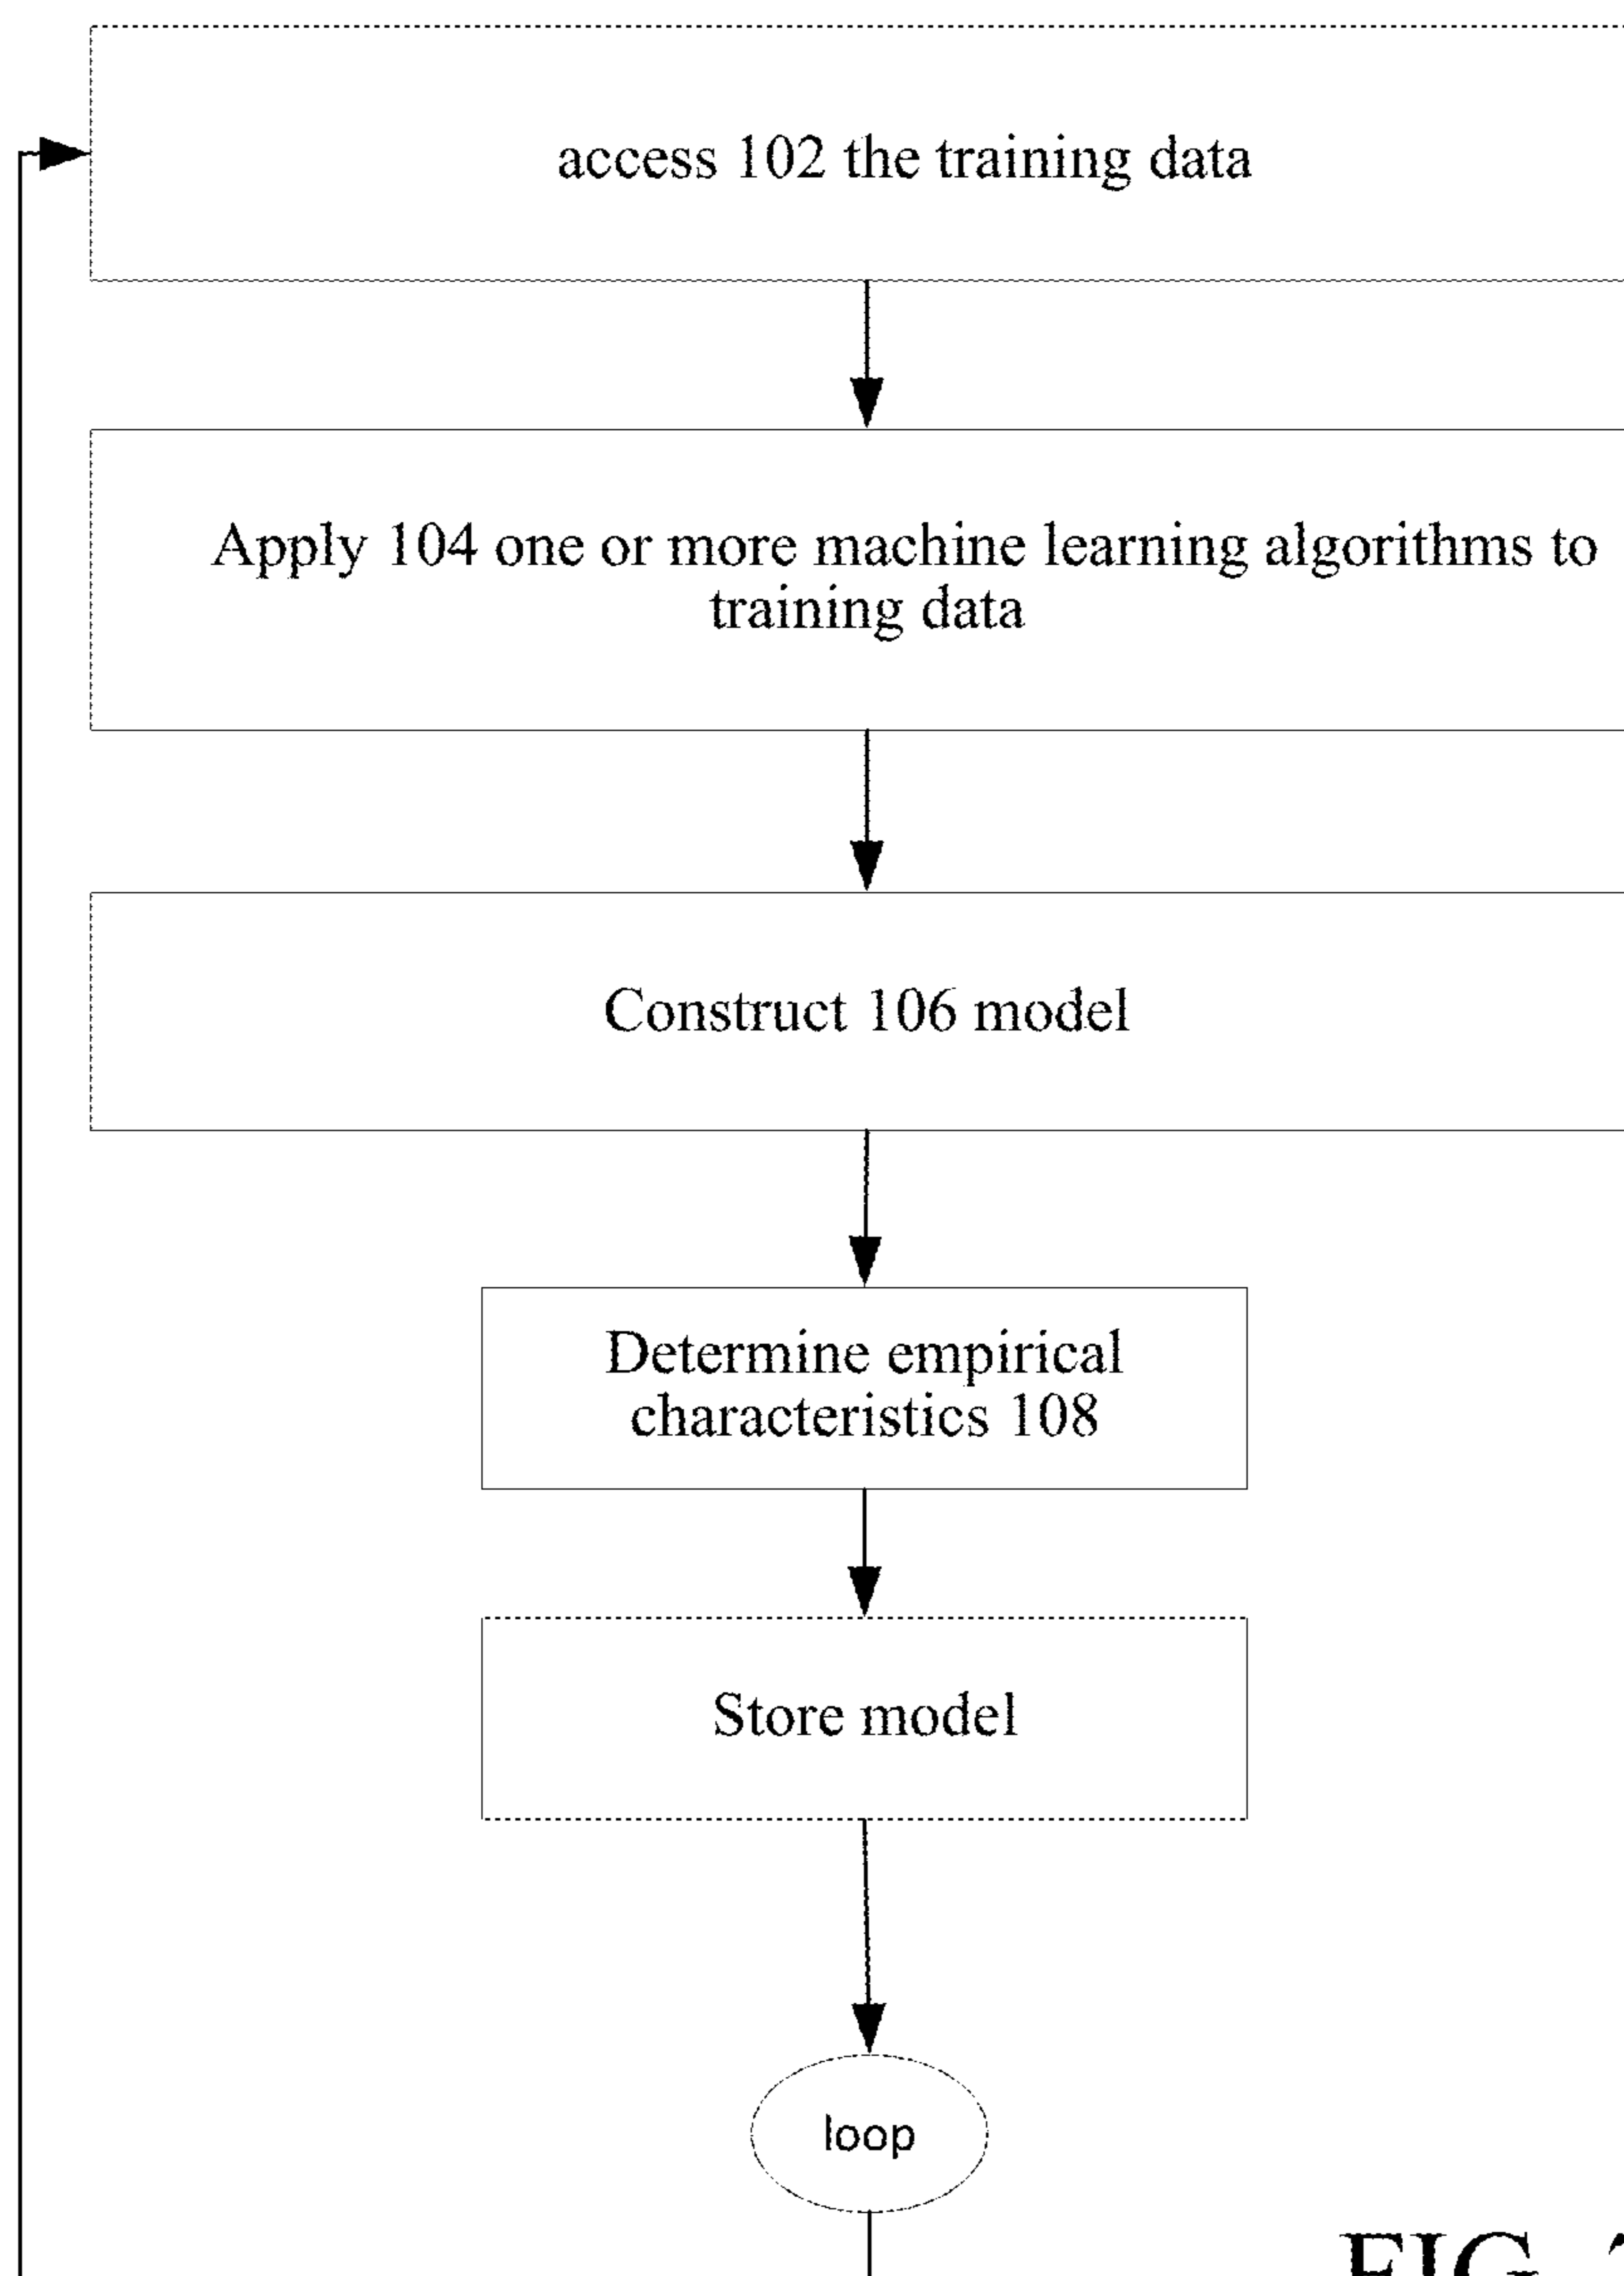 access 102 the training data
Apply 104 one or more machine learning algorithms to
training data
Construct 106 model
Determine empirical
characteristics 108
Store model
loop
FIG.